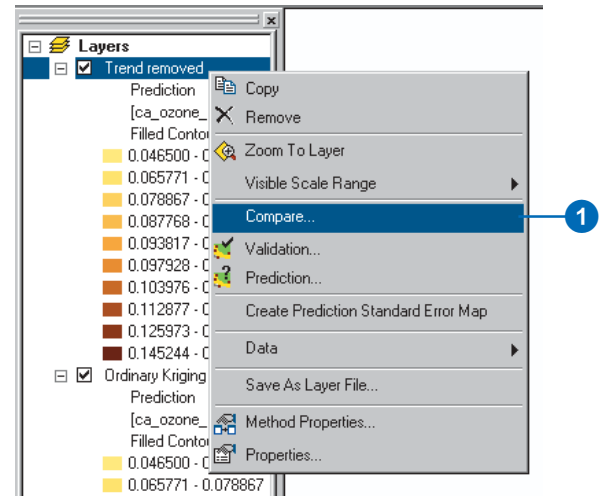 Layers
Trend removed
Prediction
[ca_ozone_
Filled Contou
0.046500 - 0
0.065771 - 0
0.078867 - 0
0.087768 - 0
0.093817 - 0
0.097928 - 0
0.103976 - 0
0.112877 - 0
0.125973 - 0
0.145244 - 0
Ordinary Kriging
Prediction
[ca_ozone_
Filled Contou
0.046500 - 0
0.065771 - 0.078867
Copy
Remove
Zoom To Layer
Visible Scale Range
Compare...
Validation...
Prediction...
Create Prediction Standard Error Map
Data
Save As Layer File...
Method Properties...
Properties...
1